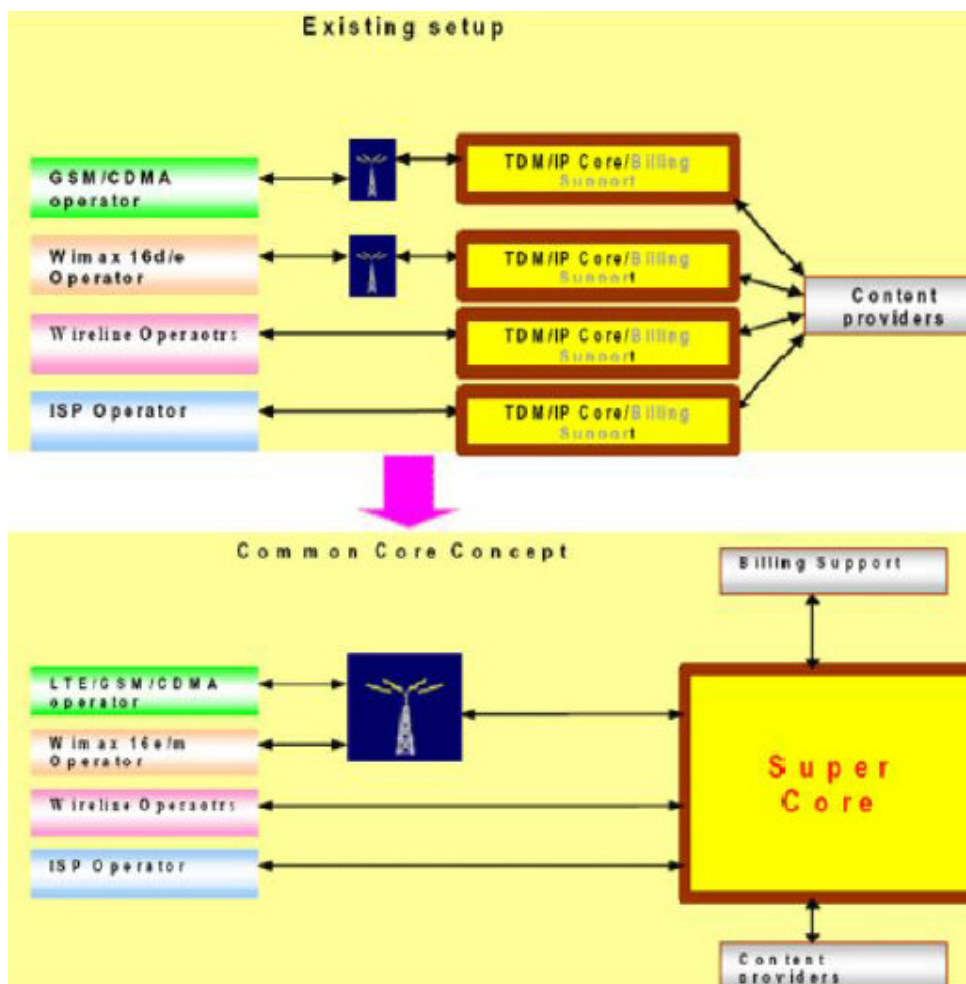 Existing setup
GSM/CDMA
operator
TDM/IP Core/Billing
Support
Wimax 16d/e
Operator
TDM/IP Core/Billing
Support
Wireline Operaotrs
TDM/IP Core/Billing
Support
ISP Operator
TDM/IP Core/Billing
Support
Content
providers
Common Core Concept
Billing Support
LTE/GSM/CDMA
operator
Wimax 16e/m
Operator
Wireline Operaotrs
ISP Operator
Super
Core
Content
providers